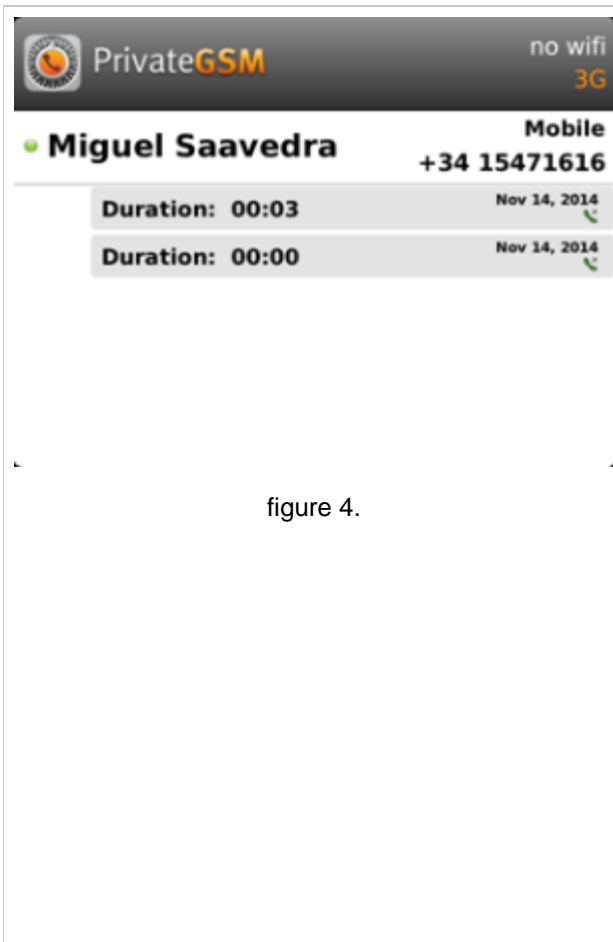 PrivateGSM
no wifi
3G
Miguel Saavedra
Mobile
+34 15471616
Duration: 00:03
Nov 14, 2014
Duration: 00:00
Nov 14, 2014
figure 4.